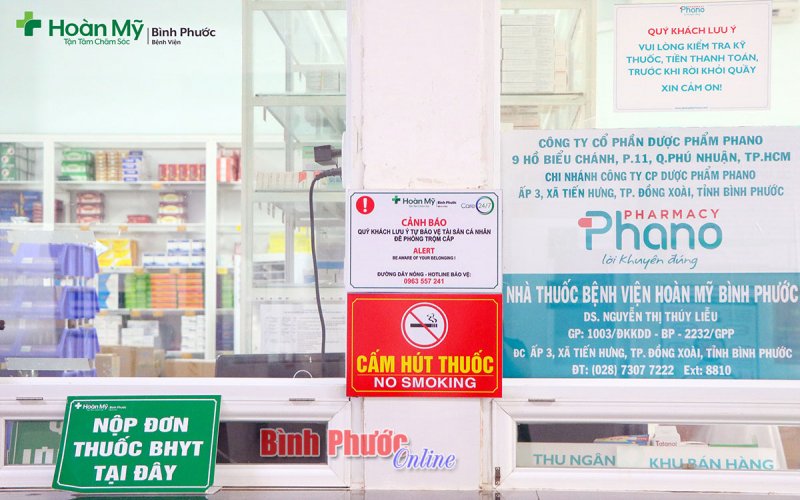 Hoàn Mỹ
Tận Tâm Chăm Sóc
Bình Phước
Bệnh Viện
Phano
QUÝ KHÁCH LƯU Ý
VUI LÒNG KIỂM TRA KỸ
THUỐC, TIỀN THANH TOÁN,
TRƯỚC KHI RỜI KHỎI QUẦY
XIN CẢM ƠN!
CÔNG TY CỔ PHẦN DƯỢC PHẨM PHANO
9 HỒ BIỂU CHÁNH, P.11, Q.PHÚ NHUẬN, TP.HCM
CHI NHÁNH CÔNG TY CP DƯỢC PHẨM PHANO
ẤP 3, XÃ TIẾN HƯNG, TP. ĐỒNG XOÀI, TỈNH BÌNH PHƯỚC
PHARMACY
Phano
lời khuyên đúng
NHÀ THUỐC BỆNH VIỆN HOÀN MỸ BÌNH PHƯỚC
DS. NGUYỄN THỊ THÚY LIỄU
GP: 1003/ĐKKDD - BP - 2232/GPP
ĐC ẤP 3, XÃ TIẾN HƯNG, TP. ĐỒNG XOÀI, TỈNH BÌNH PHƯỚC
ĐT: (028) 7307 7222 Ext: 8810
Hoàn Mỹ Bình Phước
Care 24/7
CẢNH BÁO
QUÝ KHÁCH LƯU Ý TỰ BẢO VỆ TÀI SẢN CÁ NHÂN
ĐỀ PHÒNG TRỘM CẮP
ALERT
BE AWARE OF YOUR BELONGING !
ĐƯỜNG DÂY NÓNG - HOTLINE BẢO VỆ:
0963 557 241
CẤM HÚT THUỐC
NO SMOKING
Hoàn Mỹ Bình Phước
NỘP ĐƠN
THUỐC BHYT
TẠI ĐÂY
Bình Phước
Online
THU NGÂN
KHU BÁN HÀNG